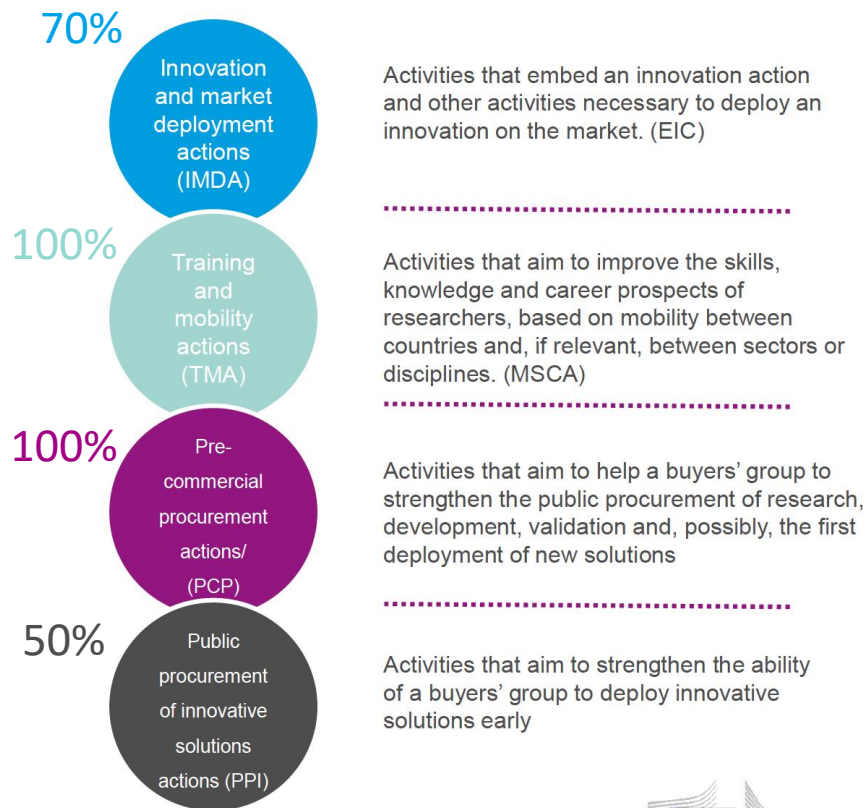 70%
Innovation
and market
deployment
actions
(IMDA)
Activities that embed an innovation action
and other activities necessary to deploy an
innovation on the market. (EIC)
100%
Training
and
mobility
actions
(TMA)
Activities that aim to improve the skills,
knowledge and career prospects of
researchers, based on mobility between
countries and, if relevant, between sectors or
disciplines. (MSCA)
100%
Pre-
commercial
procurement
actions/
(PCP)
Activities that aim to help a buyers’ group to
strengthen the public procurement of research,
development, validation and, possibly, the first
deployment of new solutions
50%
Public
procurement
of innovative
solutions
actions (PPI)
Activities that aim to strengthen the ability
of a buyers’ group to deploy innovative
solutions early